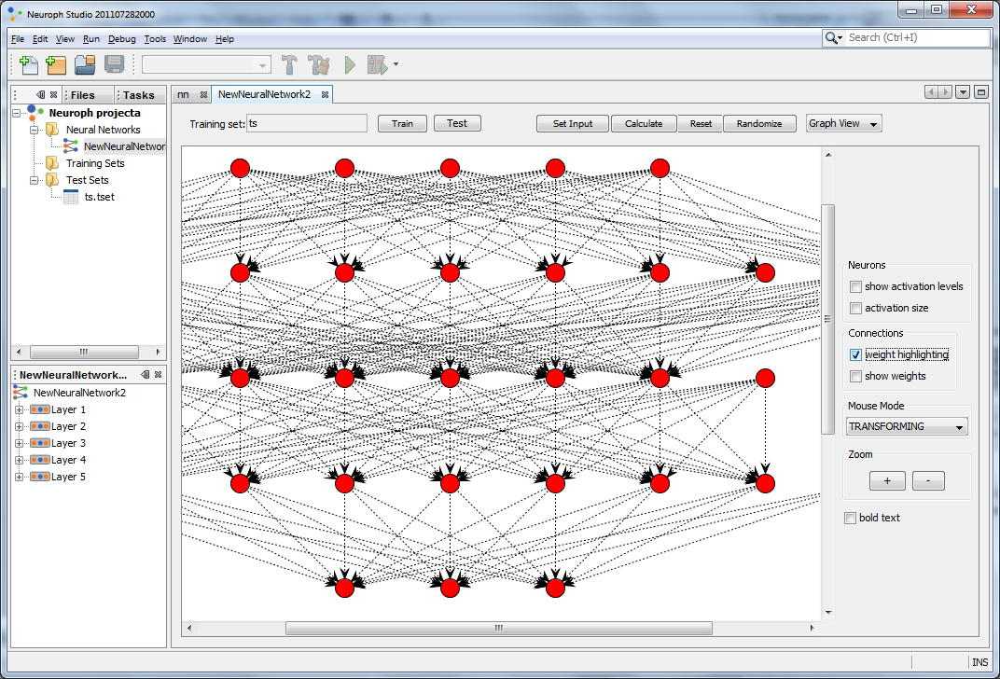 Neuroph Studio 201107282000
File Edit View Run Debug Tools Window Help
Search (Ctrl+I)
Files Tasks
nn NewNeuralNetwork2
Neuroph projecta
Neural Networks
NewNeuralNetwor
Training Sets
Test Sets
ts.tset
Training set: ts Train Test Set Input Calculate Reset Randomize Graph View
Neurons
show activation levels
activation size
Connections
weight highlighting
show weights
Mouse Mode
TRANSFORMING
Zoom
+ -
bold text
NewNeuralNetwork...
NewNeuralNetwork2
Layer 1
Layer 2
Layer 3
Layer 4
Layer 5
INS